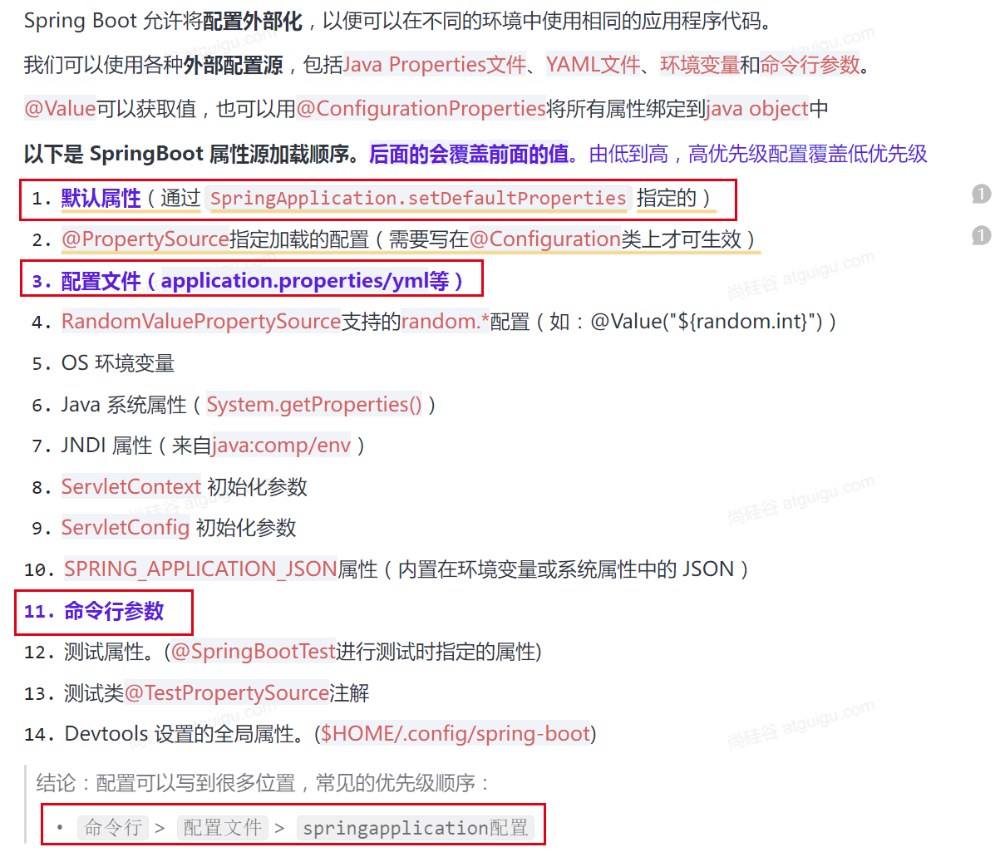 Spring Boot 允许将配置外部化，以便可以在不同的环境中使用相同的应用程序代码。
我们可以使用各种外部配置源，包括Java Properties文件、YAML文件、环境变量和命令行参数。
@Value可以获取值，也可以用@ConfigurationProperties将所有属性绑定到java object中
以下是 SpringBoot 属性源加载顺序。后面的会覆盖前面的值。由低到高，高优先级配置覆盖低优先级
1. 默认属性（通过 SpringApplication.setDefaultProperties 指定的）
1
2. @PropertySource指定加载的配置（需要写在@Configuration类上才可生效）
1
3. 配置文件（application.properties/yml等）
4. RandomValuePropertySource支持的random.*配置（如：@Value("${random.int}")）
5. OS 环境变量
6. Java 系统属性（System.getProperties()）
7. JNDI 属性（来自java:comp/env）
8. ServletContext 初始化参数
9. ServletConfig 初始化参数
10. SPRING_APPLICATION_JSON属性（内置在环境变量或系统属性中的 JSON）
11. 命令行参数
12. 测试属性。(@SpringBootTest进行测试时指定的属性)
13. 测试类@TestPropertySource注解
14. Devtools 设置的全局属性。($HOME/.config/spring-boot)
结论：配置可以写到很多位置，常见的优先级顺序：
• 命令行 > 配置文件 > springapplication配置
尚硅谷 atguigu.com
尚硅谷 atguigu.com
尚硅谷 atguigu.com